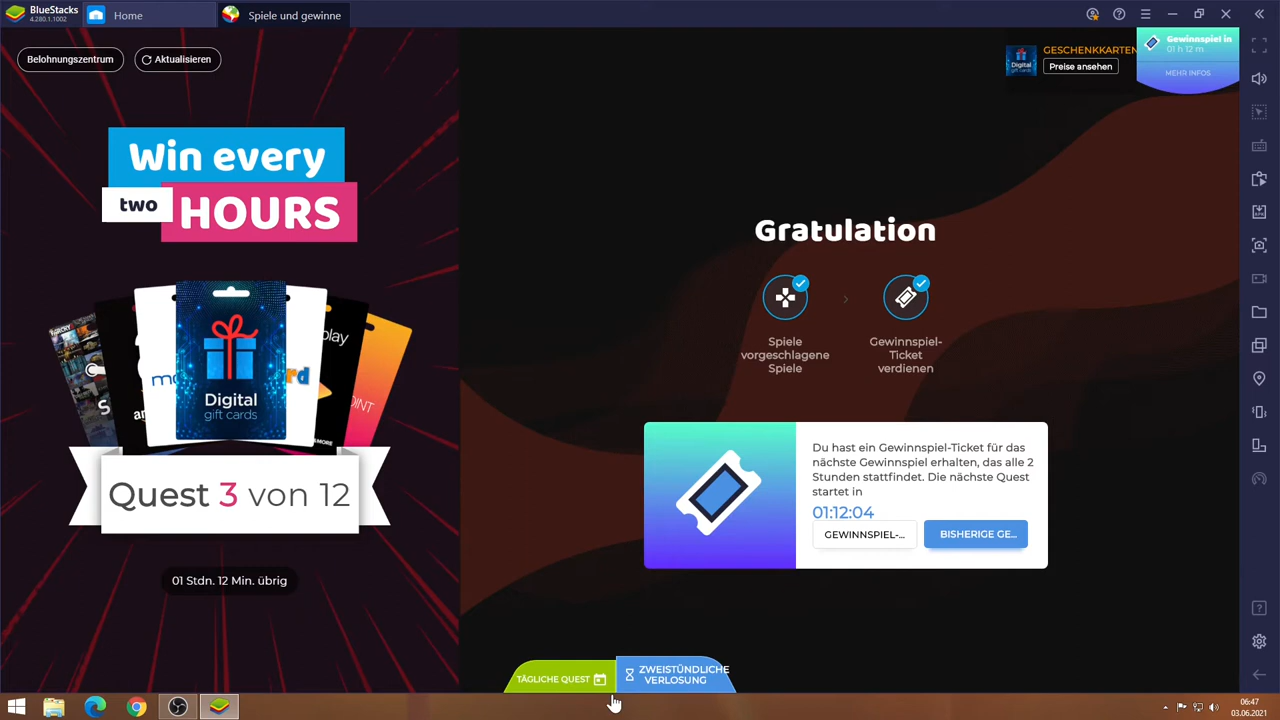 BlueStacks
4.280.1.1002
Home
Spiele und gewinne
Belohnungszentrum
Aktualisieren
GESCHENKKARTEN
Preise ansehen
Digital
gift cards
Gewinnspiel in
01 h 12 m.
MEHR INFOS
Win every
two HOURS
Digital
gift cards
Quest 3 von 12
01 Stdn. 12 Min. übrig
Gratulation
Spiele
vorgeschlagene
Spiele
Gewinnspiel-
Ticket
verdienen
Du hast ein Gewinnspiel-Ticket für das
nächste Gewinnspiel erhalten, das alle 2
Stunden stattfindet. Die nächste Quest
startet in
01:12:04
GEWINNSPIEL-...
BISHERIGE GE...
TÄGLICHE QUEST
ZWEISTÜNDLICHE
VERLOSUNG
06:47
03.06.2021